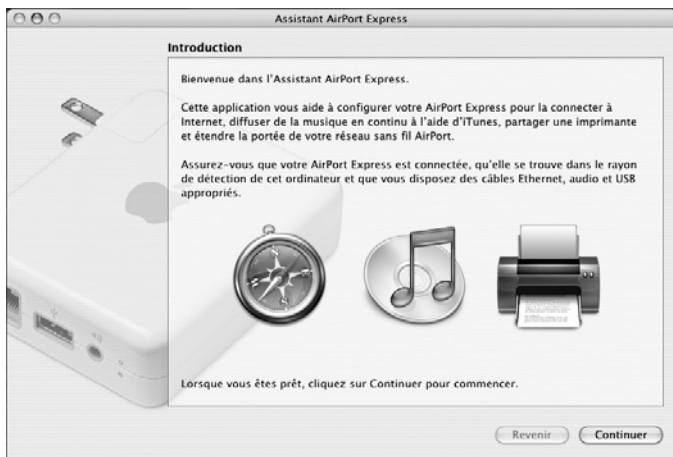 Assistant AirPort Express
Introduction
Bienvenue dans l'Assistant AirPort Express.
Cette application vous aide à configurer votre AirPort Express pour la connecter à
Internet, diffuser de la musique en continu à l'aide d'iTunes, partager une imprimante
et étendre la portée de votre réseau sans fil AirPort.
Assurez-vous que votre AirPort Express est connectée, qu'elle se trouve dans le rayon
de détection de cet ordinateur et que vous disposez des câbles Ethernet, audio et USB
appropriés.
Lorsque vous êtes prêt, cliquez sur Continuer pour commencer.
Revenir
Continuer